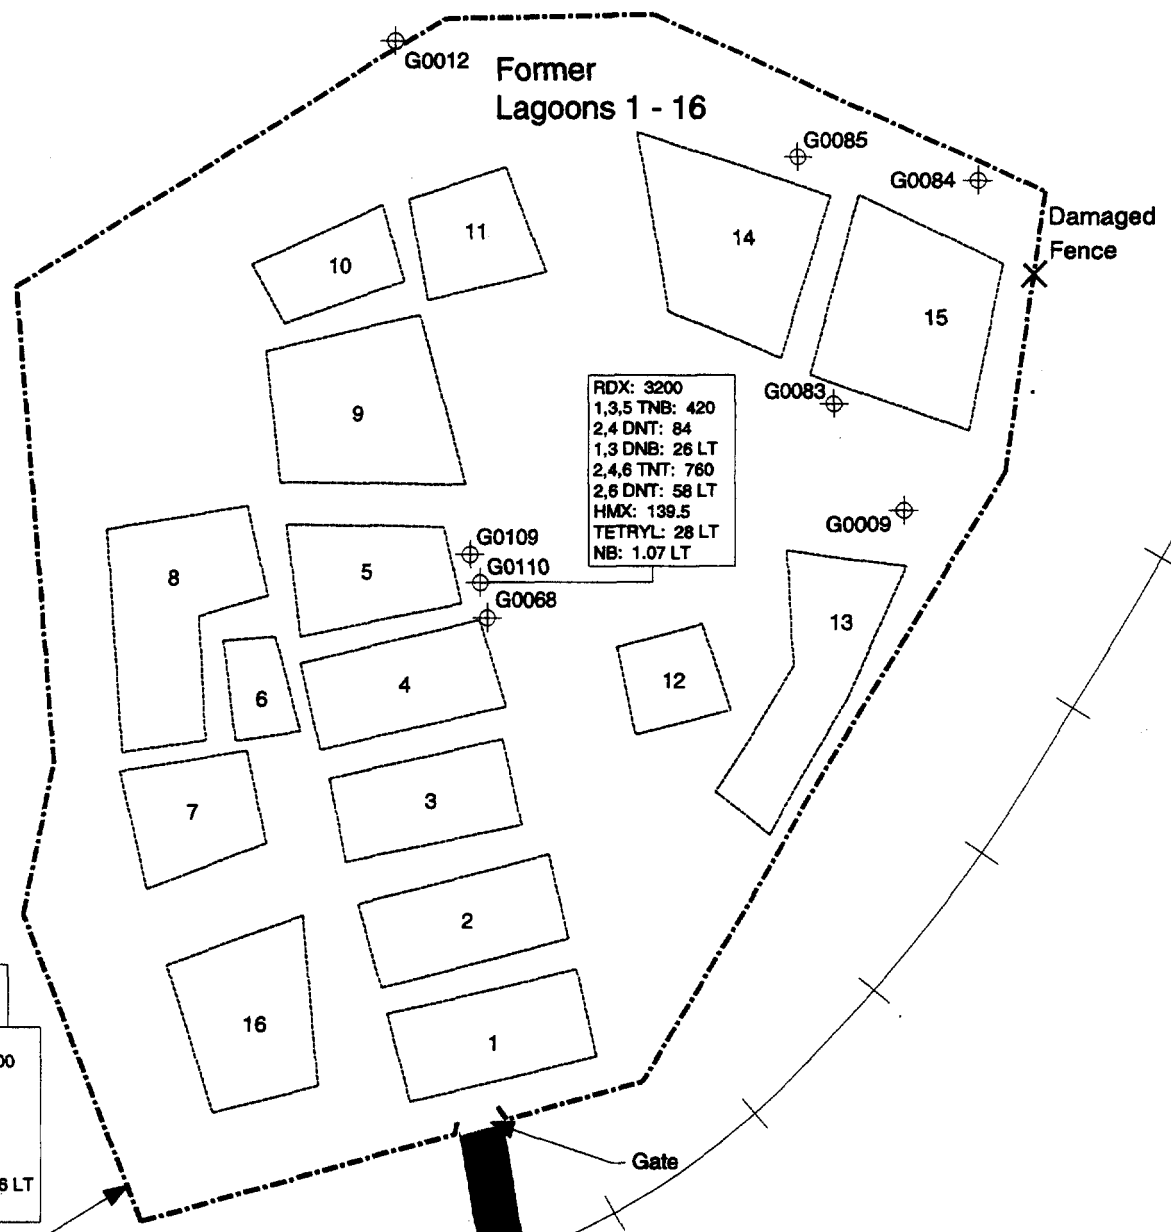 G0012
Former
Lagoons 1 - 16
G0085
G0084
Damaged
Fence
11
14
10
15
RDX: 3200
1,3,5 TNB: 420
2,4 DNT: 84
1,3 DNB: 26 LT
2,4,6 TNT: 760
2,6 DNT: 58 LT
HMX: 139.5
TETRYL: 28 LT
NB: 1.07 LT
G0083
9
G0009
G0109
G0110
G0068
8
5
13
12
4
6
7
3
2
16
1
00
6 LT
Gate